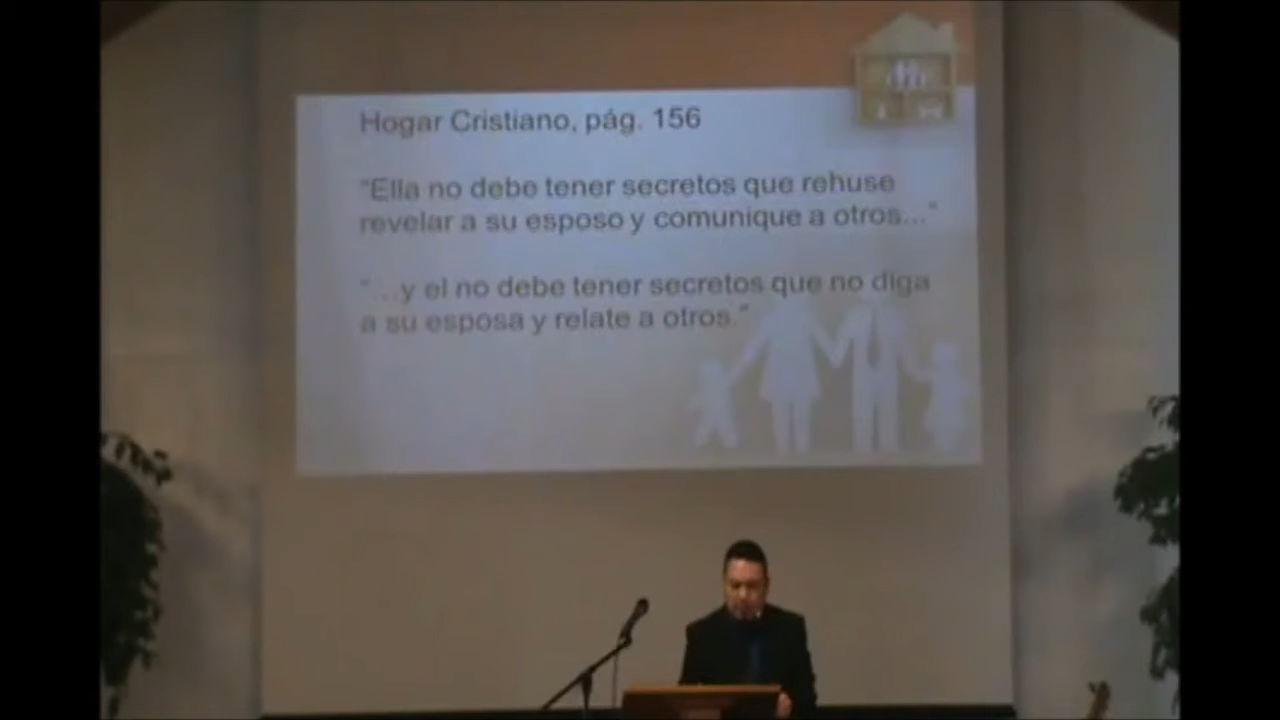 Hogar Cristiano, pág. 156
"Ella no debe tener secretos que rehuse
revelar a su esposo y comunique a otros..."
"...y el no debe tener secretos que no diga
a su esposa y relate a otros."